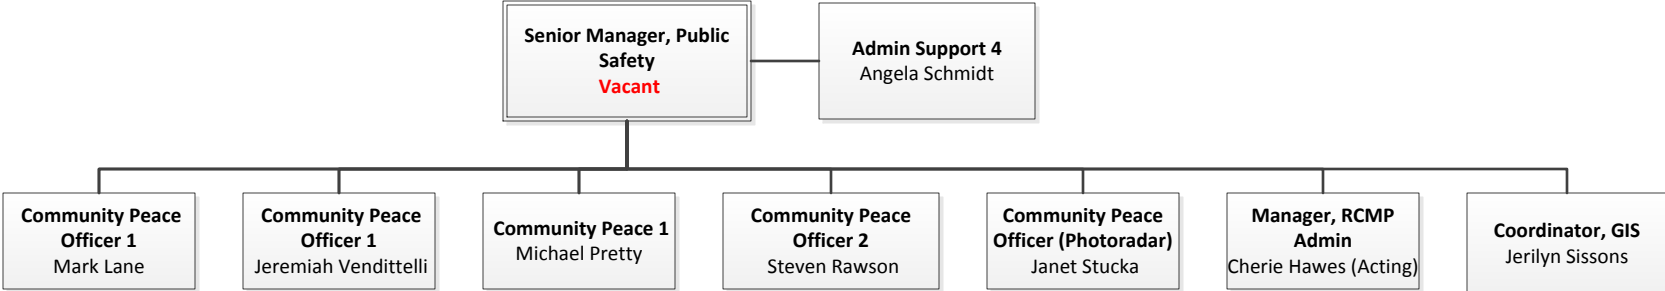 Senior Manager, Public
Safety
Vacant
Admin Support 4
Angela Schmidt
Community Peace
Officer 1
Mark Lane
Community Peace
Officer 1
Jeremiah Vendittelli
Community Peace 1
Michael Pretty
Community Peace
Officer 2
Steven Rawson
Community Peace
Officer (Photoradar)
Janet Stucka
Manager, RCMP
Admin
Cherie Hawes (Acting)
Coordinator, GIS
Jerilyn Sissons